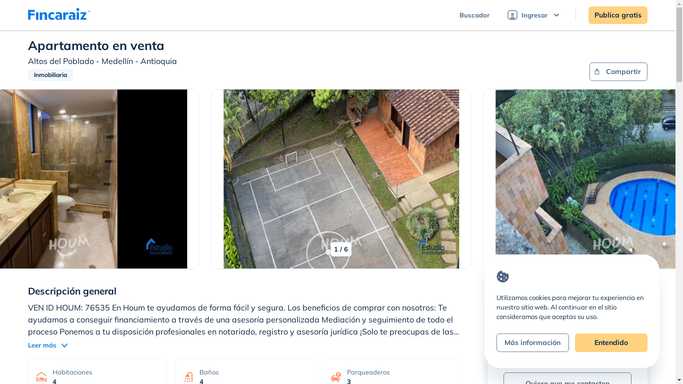 Fincaraiz
Buscador
Ingresar
Publica gratis
Apartamento en venta
Altos del Poblado - Medellín - Antioquia
Inmobiliaria
Compartir
HOUM
HOUM
1 / 6
HOUM
Descripción general
VEN ID HOUM: 76535 En Houm te ayudamos de forma fácil y segura. Los beneficios de comprar con nosotros: Te
ayudamos a conseguir financiamiento a través de una asesoría personalizada Mediación y seguimiento de todo el
proceso Ponemos a tu disposición profesionales en notariado, registro y asesoría jurídica ¡Solo te preocupas de las...
Leer más
Habitaciones
4
Baños
4
Parqueaderos
3
Utilizamos cookies para mejorar tu experiencia en
nuestro sitio web. Al continuar en el sitio
consideramos que aceptas su uso.
Más información
Entendido
Quiero que me contacten